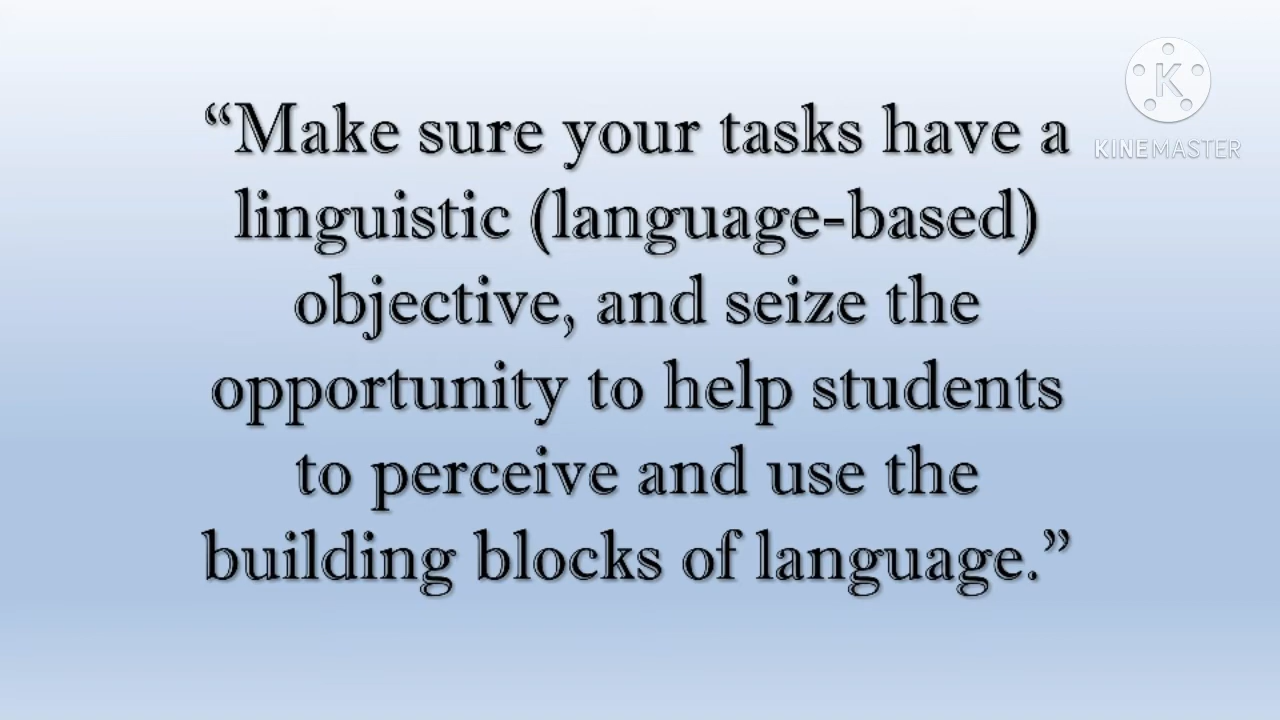 “Make sure your tasks have a
linguistic (language-based)
objective, and seize the
opportunity to help students
to perceive and use the
building blocks of language.”
K
KINEMASTER